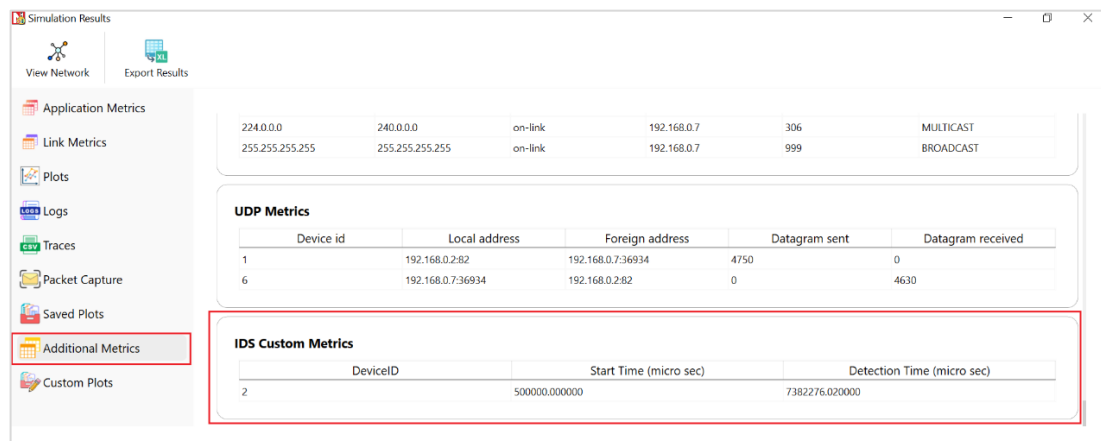 Simulation Results
View Network Export Results
Application Metrics
Link Metrics
Plots
Logs
Traces
Packet Capture
Saved Plots
Additional Metrics
Custom Plots
224.0.0.0 240.0.0.0 on-link 192.168.0.7 306 MULTICAST
255.255.255.255 255.255.255.255 on-link 192.168.0.7 999 BROADCAST
UDP Metrics
Device id Local address Foreign address Datagram sent Datagram received
1 192.168.0.2:82 192.168.0.7:36934 4750 0
6 192.168.0.7:36934 192.168.0.2:82 0 4630
IDS Custom Metrics
DeviceID Start Time (micro sec) Detection Time (micro sec)
2 500000.000000 7382276.020000